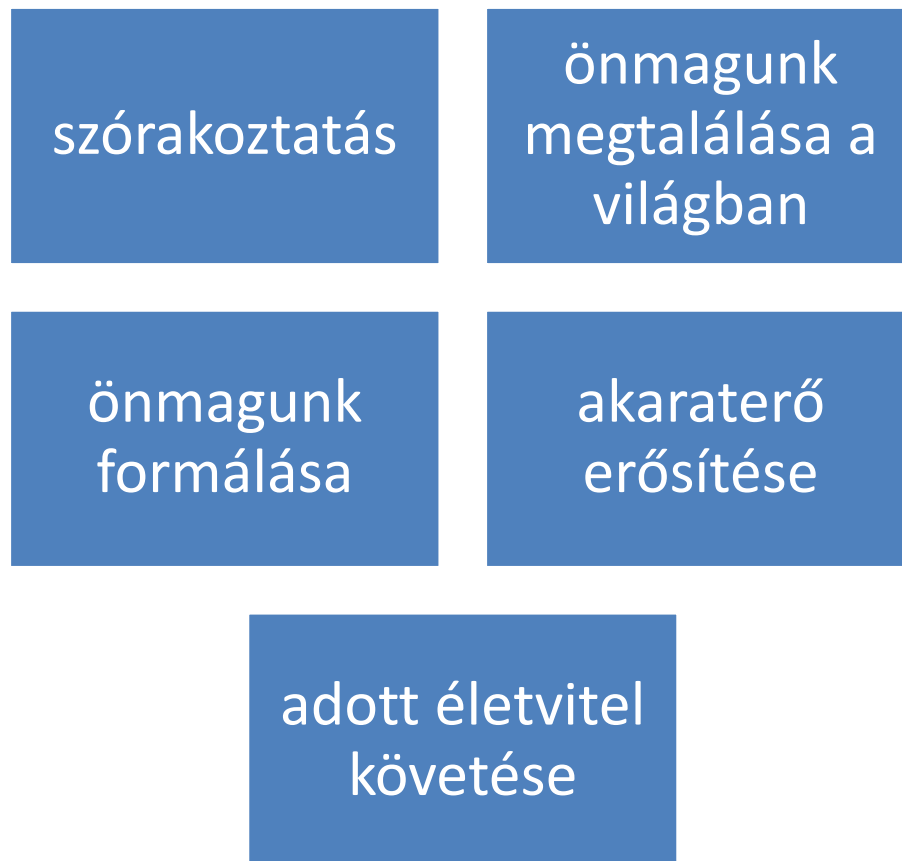 szórakoztatás
önmagunk
megtalálása a
világban
önmagunk
formálása
akaraterő
erősítése
adott életvitel
követése